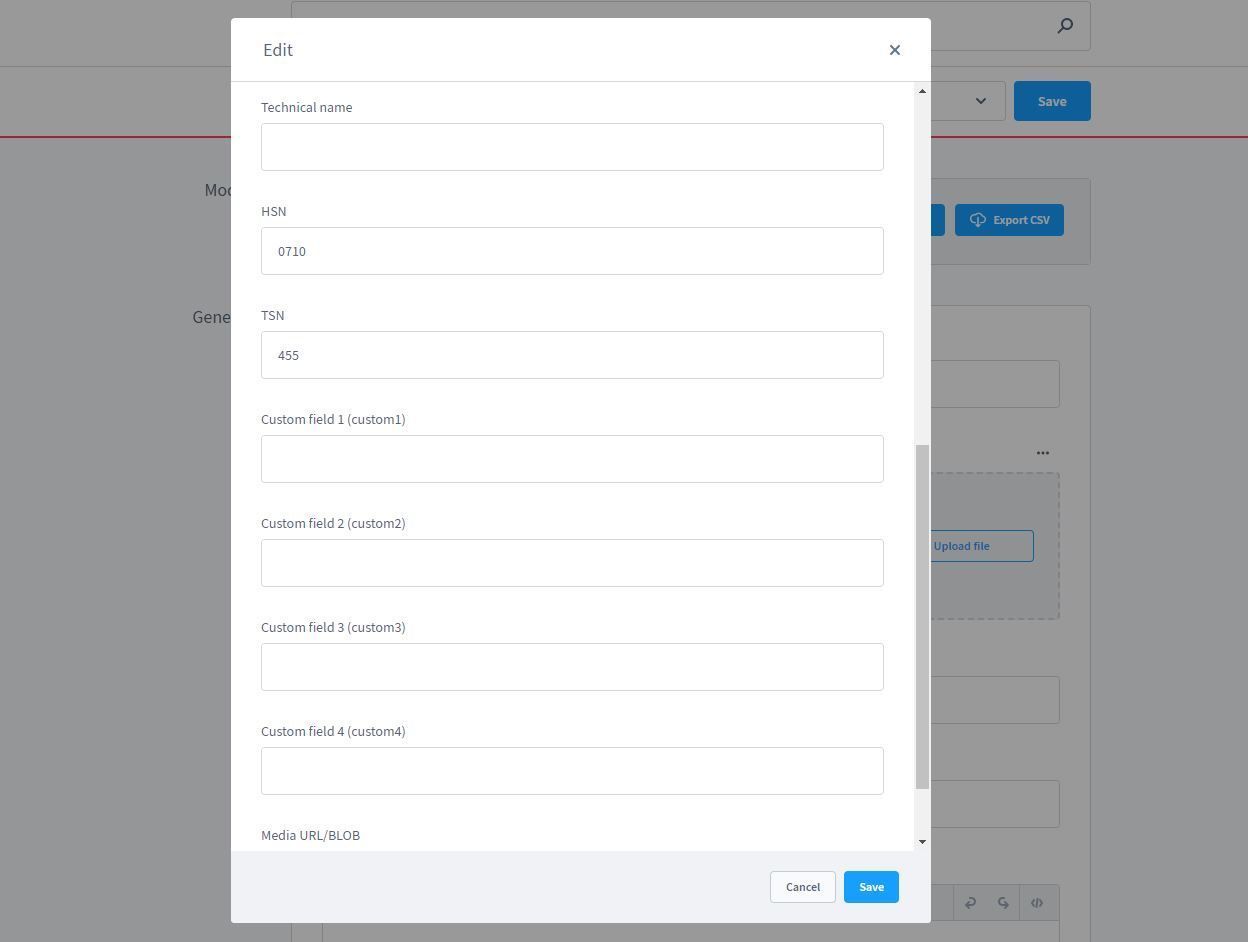 Edit
Save
Technical name
Mod
HSN
0710
Export CSV
TSN
455
Gene
Custom field 1 (custom1)
Custom field 2 (custom2)
Upload file
Custom field 3 (custom3)
Custom field 4 (custom4)
Media URL/BLOB
Cancel
Save